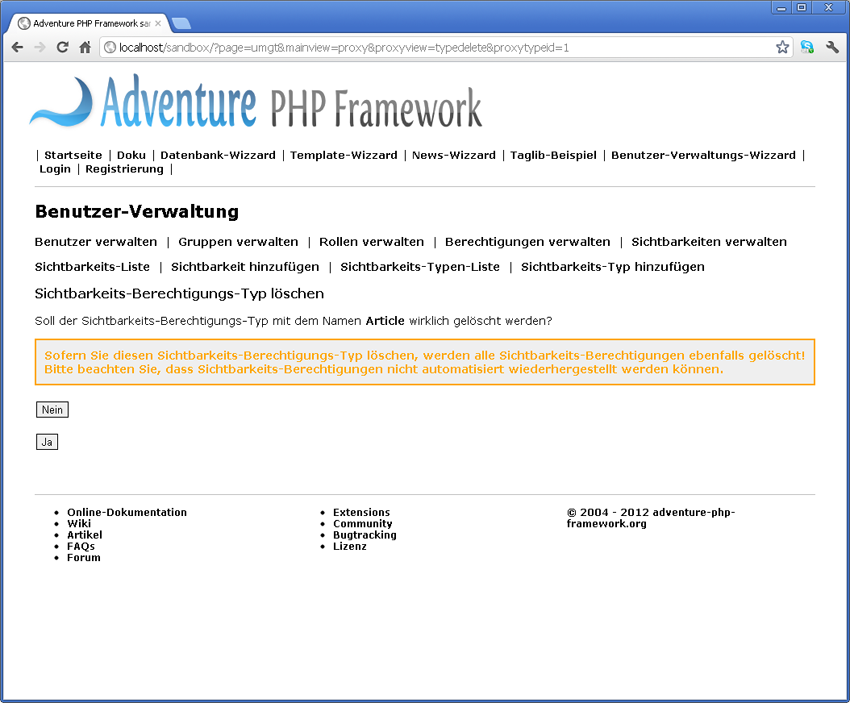 Adventure PHP Framework sa
localhost/sandbox/?page=umgt&mainview=proxy&proxyview=typedelete&proxytypeid=1
Adventure PHP Framework
| Startseite | Doku | Datenbank-Wizzard | Template-Wizzard | News-Wizzard | Taglib-Beispiel | Benutzer-Verwaltungs-Wizzard |
Login | Registrierung |
Benutzer-Verwaltung
Benutzer verwalten | Gruppen verwalten | Rollen verwalten | Berechtigungen verwalten | Sichtbarkeiten verwalten
Sichtbarkeits-Liste | Sichtbarkeit hinzufügen | Sichtbarkeits-Typen-Liste | Sichtbarkeits-Typ hinzufügen
Sichtbarkeits-Berechtigungs-Typ löschen
Soll der Sichtbarkeits-Berechtigungs-Typ mit dem Namen Article wirklich gelöscht werden?
Sofern Sie diesen Sichtbarkeits-Berechtigungs-Typ löschen, werden alle Sichtbarkeits-Berechtigungen ebenfalls gelöscht!
Bitte beachten Sie, dass Sichtbarkeits-Berechtigungen nicht automatisiert wiederhergestellt werden können.
Nein
Ja
Online-Dokumentation
Wiki
Artikel
FAQs
Forum
Extensions
Community
Bugtracking
Lizenz
© 2004 - 2012 adventure-php-
framework.org